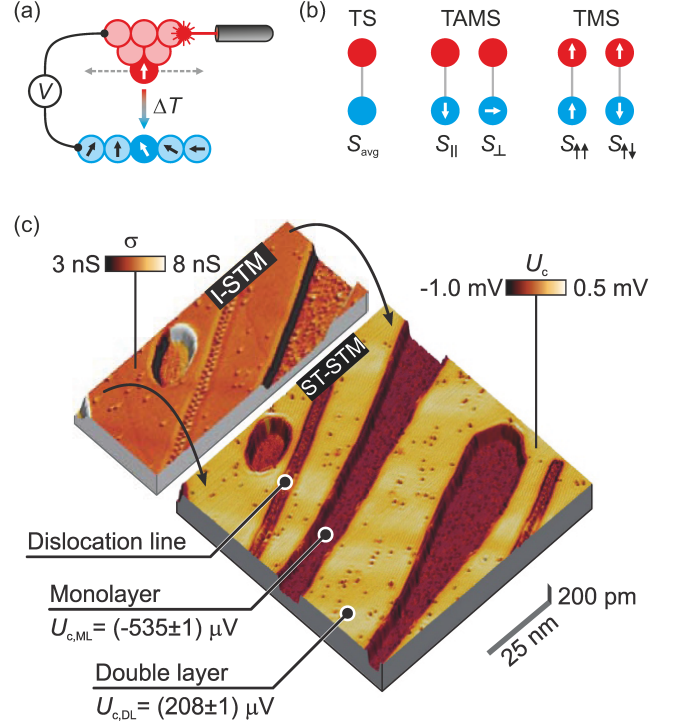 (a)
V
ΔT
(b)
TS TAMS TMS
S_avg S_|| S_⊥ S_↑↑ S_↑↓
(c)
σ
3 nS 8 nS
I-STM
U_c
-1.0 mV 0.5 mV
ST-STM
Dislocation line
Monolayer
U_c,ML= (-535±1) μV
Double layer
U_c,DL= (208±1) μV
200 pm
25 nm